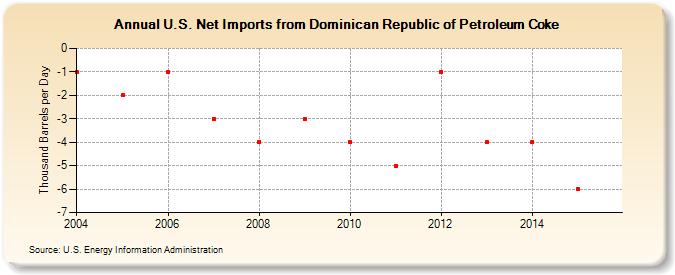 Annual U.S. Net Imports from Dominican Republic of Petroleum Coke
Thousand Barrels per Day
0
-1
-2
-3
-4
-5
-6
-7
2004 2006 2008 2010 2012 2014
Source: U.S. Energy Information Administration